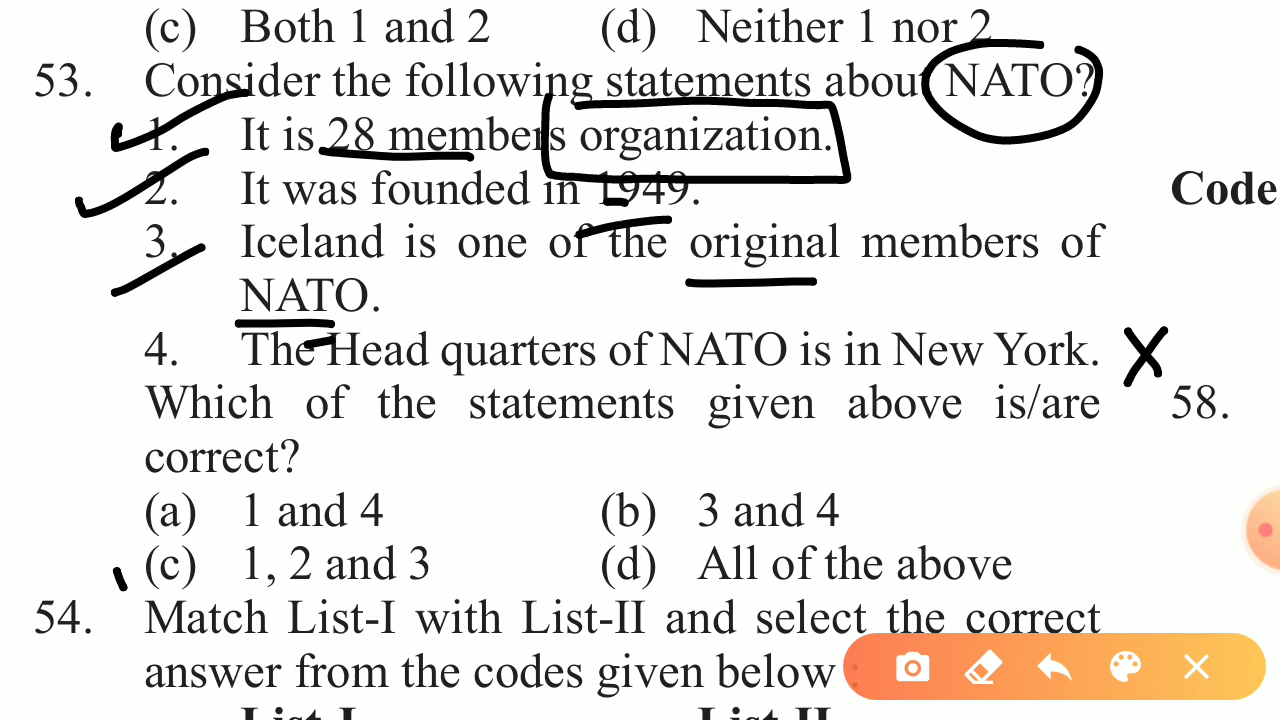 (c) Both 1 and 2 (d) Neither 1 nor 2
53. Consider the following statements about NATO?
1. It is 28 members organization.
2. It was founded in 1949. Code
3. Iceland is one of the original members of
NATO.
4. The Head quarters of NATO is in New York.
Which of the statements given above is/are 58.
correct?
(a) 1 and 4 (b) 3 and 4
(c) 1, 2 and 3 (d) All of the above
54. Match List-I with List-II and select the correct
answer from the codes given below :
List-I List-II